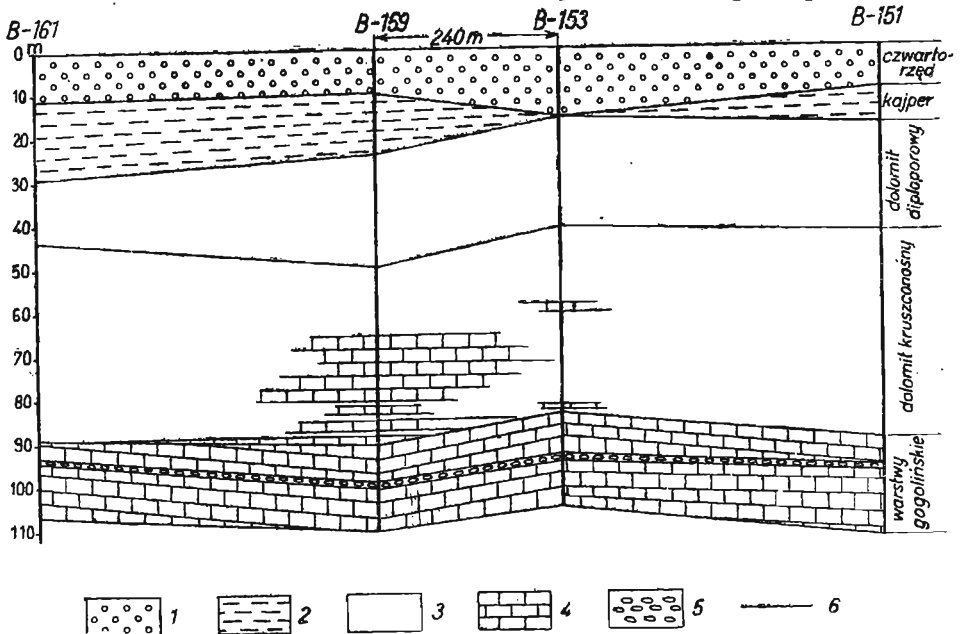 B-161
B-159
B-153
B-151
m
240m
0
10
20
30
40
50
60
70
80
90
100
110
czwarto-
rzęd
kajper
dolomit
diploporowy
dolomit kruszconośny
warstwy
gogolińskie
1
2
3
4
5
6